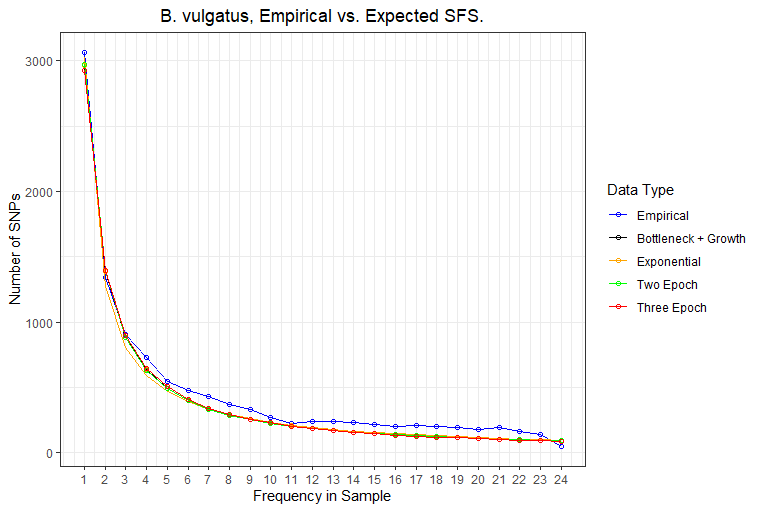 B. vulgatus, Empirical vs. Expected SFS.
Number of SNPs
3000
2000
1000
0
1 2 3 4 5 6 7 8 9 10 11 12 13 14 15 16 17 18 19 20 21 22 23 24
Frequency in Sample
Data Type
Empirical
Bottleneck + Growth
Exponential
Two Epoch
Three Epoch